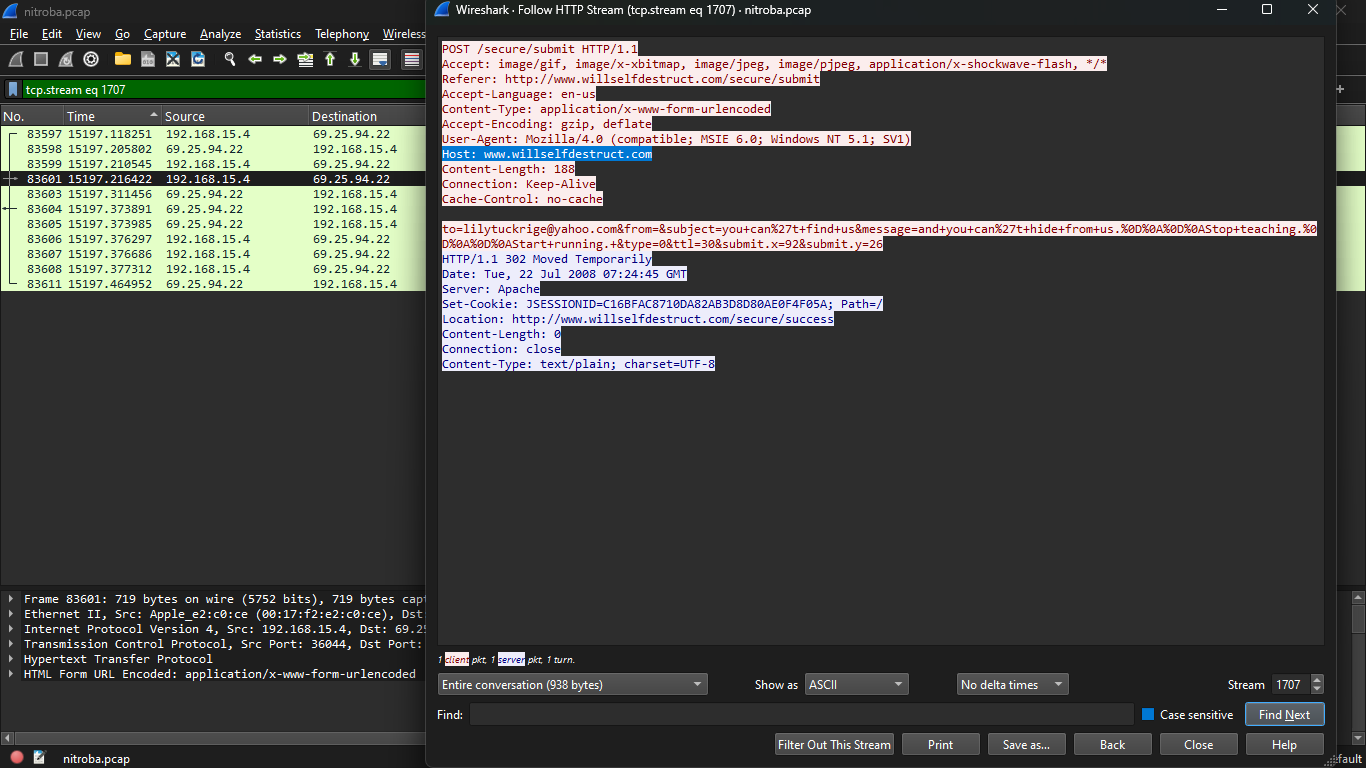 nitroba.pcap
File Edit View Go Capture Analyze Statistics Telephony Wireless
tcp.stream eq 1707
No. Time Source Destination
83597 15197.118251 192.168.15.4 69.25.94.22
83598 15197.205802 69.25.94.22 192.168.15.4
83599 15197.210545 192.168.15.4 69.25.94.22
83601 15197.216422 192.168.15.4 69.25.94.22
83603 15197.311456 69.25.94.22 192.168.15.4
83604 15197.373891 69.25.94.22 192.168.15.4
83605 15197.373985 69.25.94.22 192.168.15.4
83606 15197.376297 192.168.15.4 69.25.94.22
83607 15197.376686 192.168.15.4 69.25.94.22
83608 15197.377312 192.168.15.4 69.25.94.22
83611 15197.464952 69.25.94.22 192.168.15.4
Frame 83601: 719 bytes on wire (5752 bits), 719 bytes capt
Ethernet II, Src: Apple_e2:c0:ce (00:17:f2:e2:c0:ce), Dst
Internet Protocol Version 4, Src: 192.168.15.4, Dst: 69.25
Transmission Control Protocol, Src Port: 36044, Dst Port:
Hypertext Transfer Protocol
HTML Form URL Encoded: application/x-www-form-urlencoded
nitroba.pcap
Wireshark · Follow HTTP Stream (tcp.stream eq 1707) · nitroba.pcap
POST /secure/submit HTTP/1.1
Accept: image/gif, image/x-xbitmap, image/jpeg, image/pjpeg, application/x-shockwave-flash, */*
Referer: http://www.willselfdestruct.com/secure/submit
Accept-Language: en-us
Content-Type: application/x-www-form-urlencoded
Accept-Encoding: gzip, deflate
User-Agent: Mozilla/4.0 (compatible; MSIE 6.0; Windows NT 5.1; SV1)
Host: www.willselfdestruct.com
Content-Length: 188
Connection: Keep-Alive
Cache-Control: no-cache
to=lilytuckrige@yahoo.com&from=&subject=you+can%27t+find+us&message=and+you+can%27t+hide+from+us.%0D%0A%0D%0AStop+teaching.%0
D%0A%0D%0AStart+running.+&type=0&ttl=30&submit.x=92&submit.y=26
HTTP/1.1 302 Moved Temporarily
Date: Tue, 22 Jul 2008 07:24:45 GMT
Server: Apache
Set-Cookie: JSESSIONID=C16BFAC8710DA82AB3D8D80AE0F4F05A; Path=/
Location: http://www.willselfdestruct.com/secure/success
Content-Length: 0
Connection: close
Content-Type: text/plain; charset=UTF-8
1 client pkt, 1 server pkt, 1 turn.
Entire conversation (938 bytes) Show as ASCII No delta times Stream 1707
Find: Case sensitive Find Next
Filter Out This Stream Print Save as... Back Close Help
fault